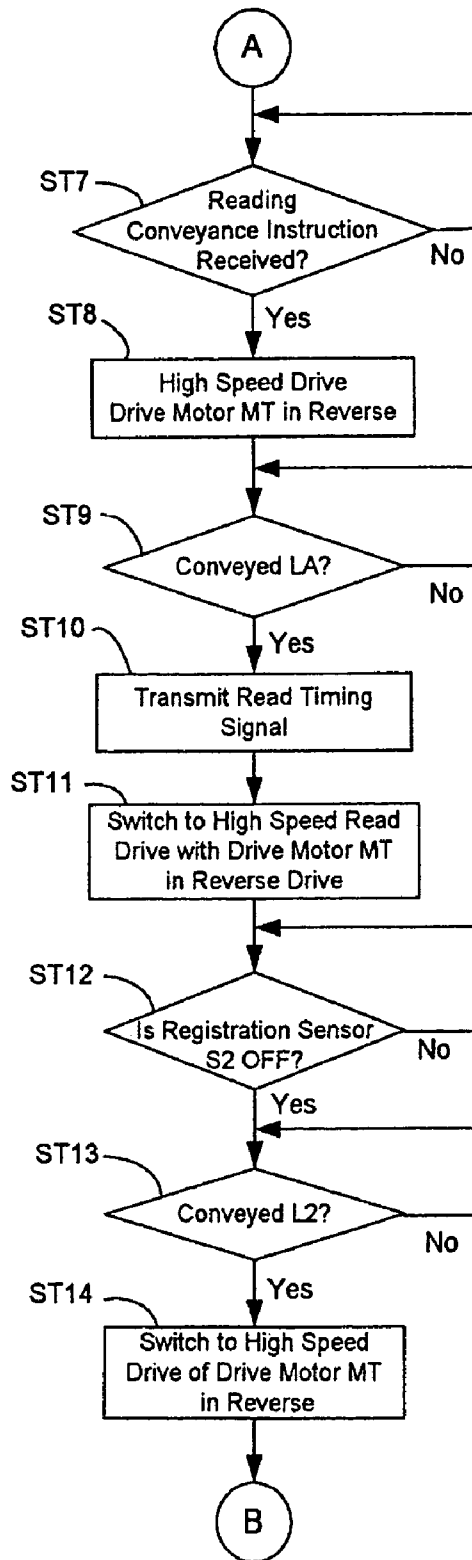 A
ST7
Reading
Conveyance Instruction
Received?
No
Yes
ST8
High Speed Drive
Drive Motor MT in Reverse
ST9
Conveyed LA?
No
Yes
ST10
Transmit Read Timing
Signal
ST11
Switch to High Speed Read
Drive with Drive Motor MT
in Reverse Drive
ST12
Is Registration Sensor
S2 OFF?
No
Yes
ST13
Conveyed L2?
No
Yes
ST14
Switch to High Speed
Drive of Drive Motor MT
in Reverse
B